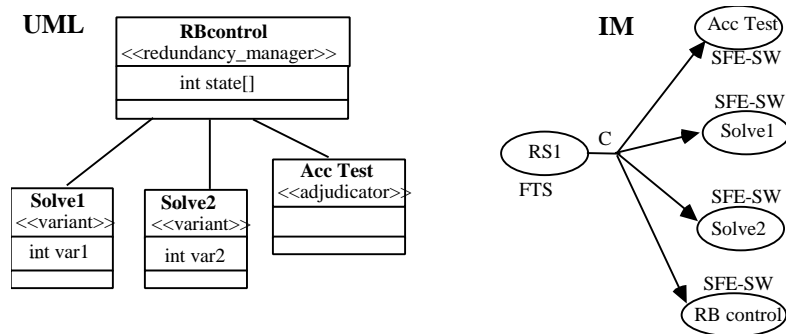 UML
RBcontrol
<<redundancy_manager>>
int state[]
Solve1
<<variant>>
int var1
Solve2
<<variant>>
int var2
Acc Test
<<adjudicator>>
IM
Acc Test
SFE-SW
SFE-SW
Solve1
C
RS1
FTS
SFE-SW
Solve2
SFE-SW
RB control